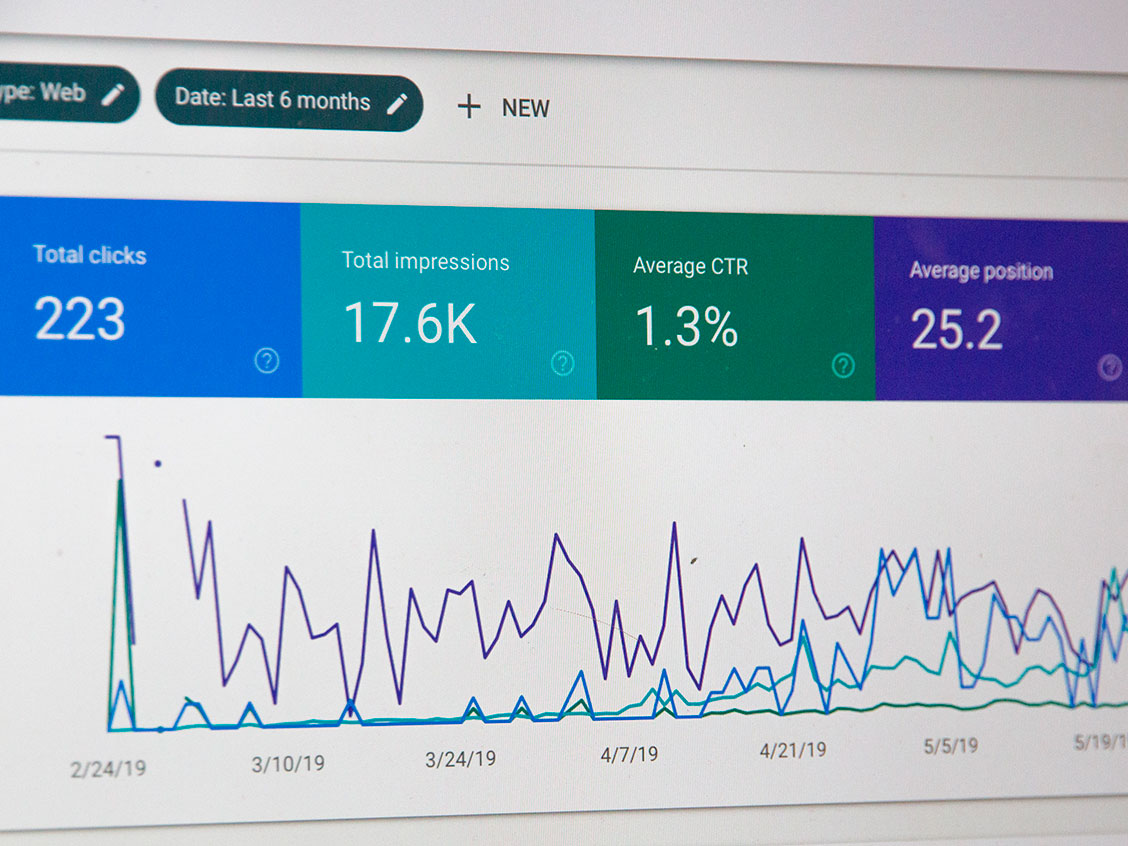 ype: Web
Date: Last 6 months
+ NEW
Total clicks
223
Total impressions
17.6K
Average CTR
1.3%
Average position
25.2
?
?
?
?
2/24/19
3/10/19
3/24/19
4/7/19
4/21/19
5/5/19
5/19/1